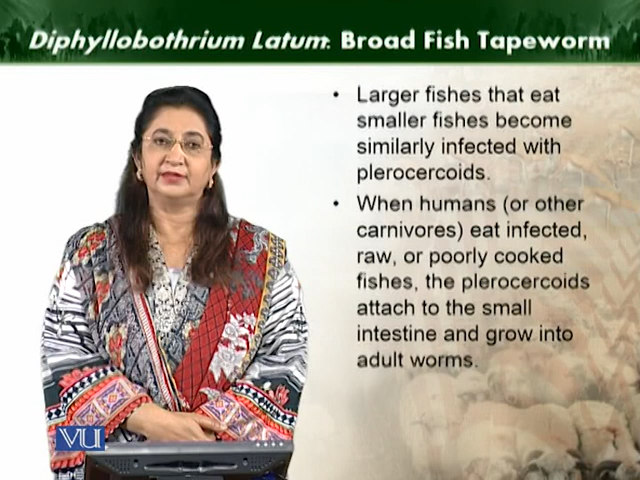 Diphyllobothrium Latum: Broad Fish Tapeworm
• Larger fishes that eat
smaller fishes become
similarly infected with
plerocercoids.
• When humans (or other
carnivores) eat infected,
raw, or poorly cooked
fishes, the plerocercoids
attach to the small
intestine and grow into
adult worms.
VU